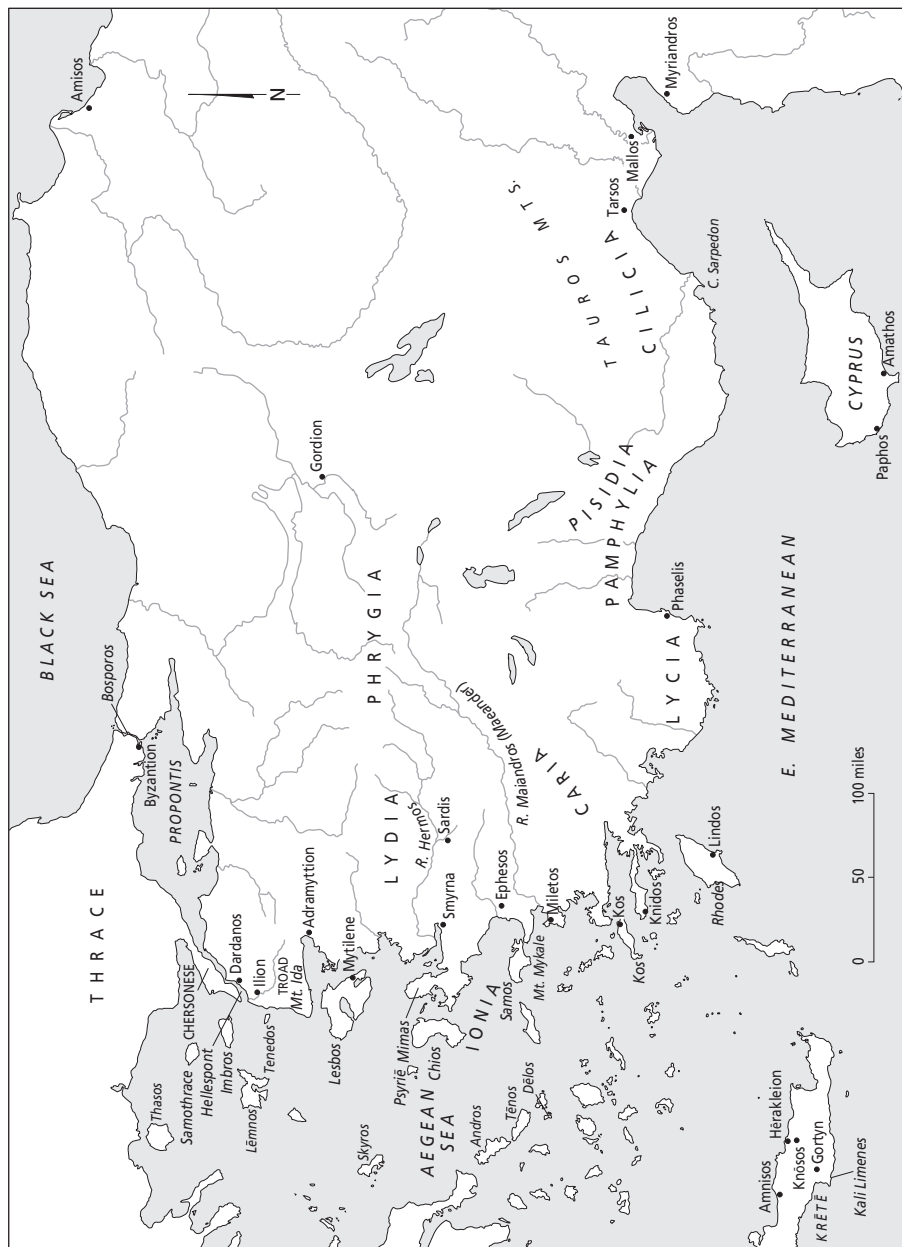 BLACK SEA
Amisos
N
THRACE
Bosporos
Byzantion
PROPONTIS
CHERSONESE
Dardanos
Ilion
TROAD
Mt. Ida
Thasos
Samothrace
Hellespont
Imbros
Tenedos
Lēmnos
Adramyttion
Mytilene
Lesbos
Skyros
Gordion
PHRYGIA
LYDIA
R. Hermos
Sardis
Smyrna
Psyriē
Mimas
Chios
AEGEAN
SEA
IONIA
Ephesos
R. Maiandros (Maeander)
Samos
Mt. Mykale
Miletos
Andros
Tēnos
Dēlos
CARIA
Kos
Kos
Knidos
Rhodes
Lindos
LYCIA
Phaselis
PISIDIA
PAMPHYLIA
TAUROS MTS.
CILICIA
Tarsos
Mallos
Myriandros
C. Sarpedon
CYPRUS
Paphos
Amathos
E. MEDITERRANEAN
0 50 100 miles
Amnisos
Hērakleion
Knōsos
Gortyn
KRĒTĒ
Kali Limenes